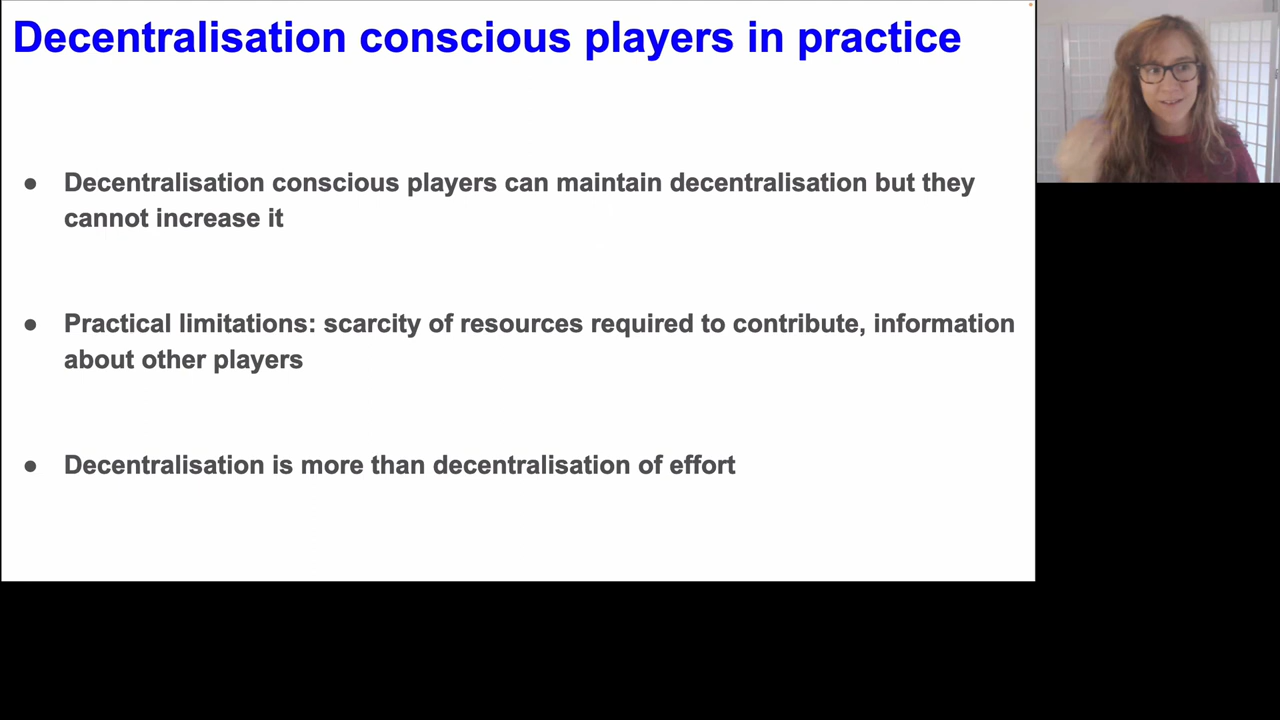 Decentralisation conscious players in practice
● Decentralisation conscious players can maintain decentralisation but they
cannot increase it
● Practical limitations: scarcity of resources required to contribute, information
about other players
● Decentralisation is more than decentralisation of effort